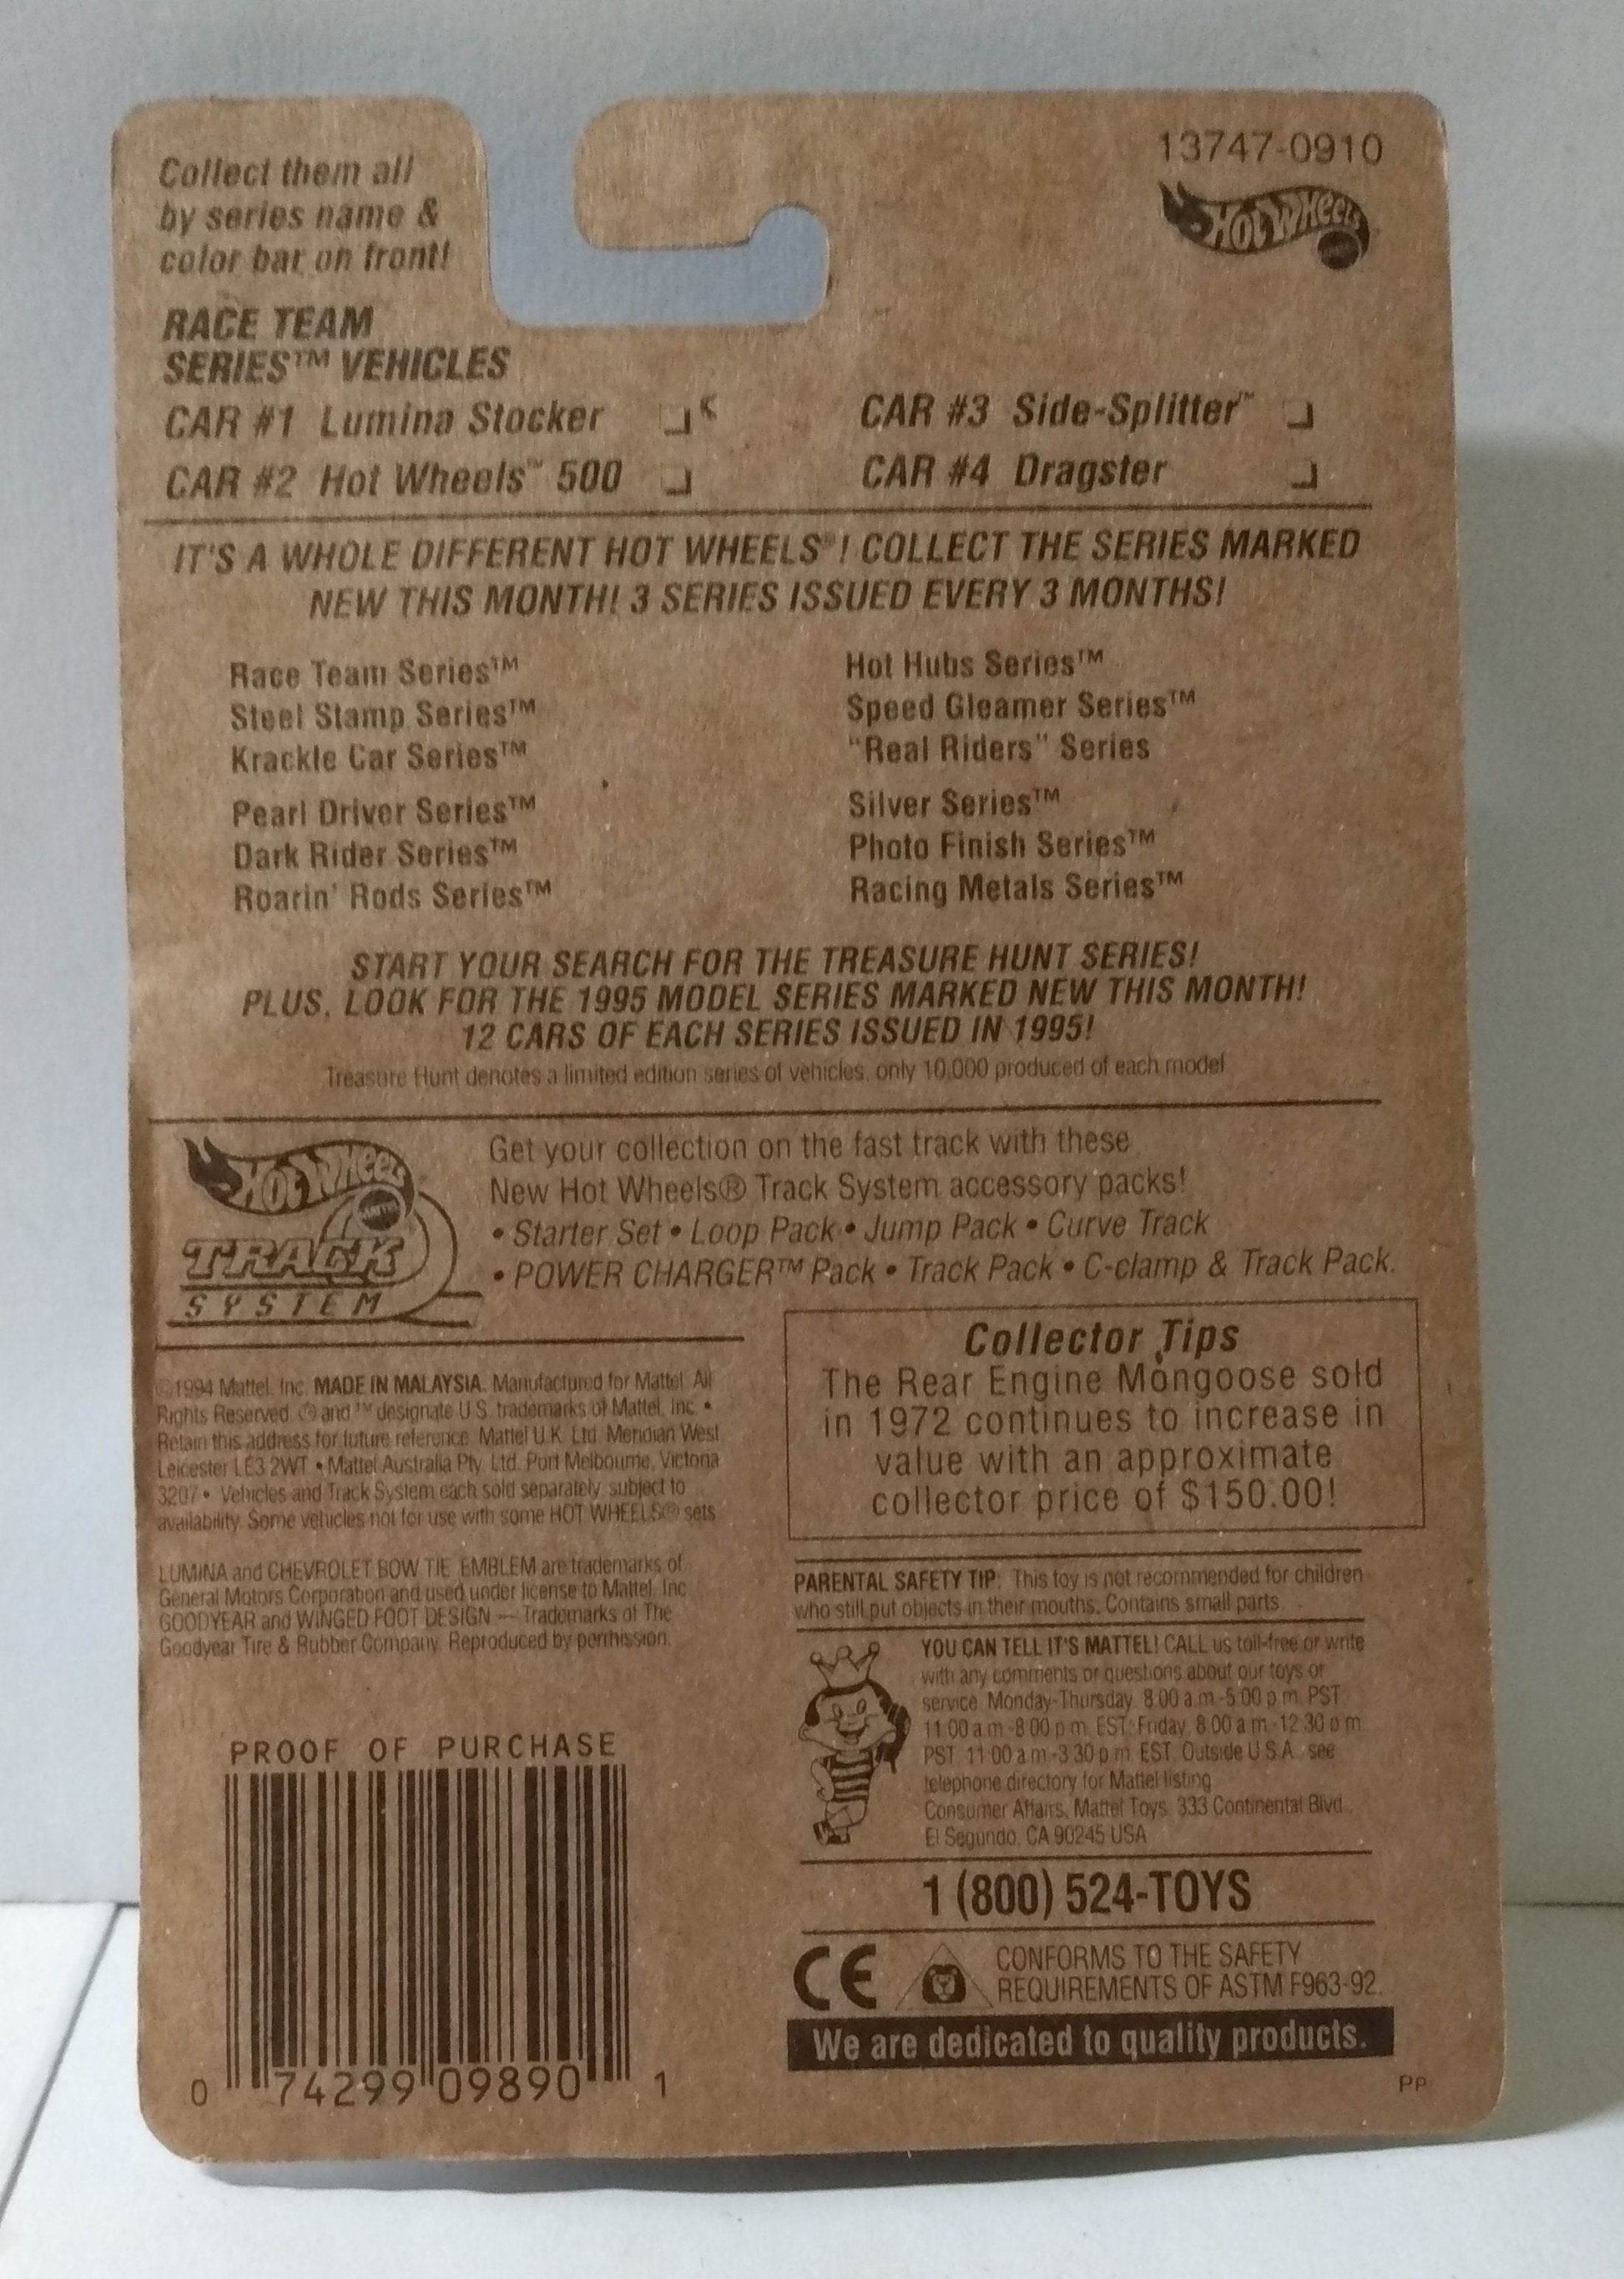 13747-0910
Collect them all
by series name &
color bar on front!
HOT WHEELS
RACE TEAM
SERIES™ VEHICLES
CAR #1 Lumina Stocker
CAR #2 Hot Wheels™ 500
CAR #3 Side-Splitter™
CAR #4 Dragster
IT'S A WHOLE DIFFERENT HOT WHEELS®! COLLECT THE SERIES MARKED
NEW THIS MONTH! 3 SERIES ISSUED EVERY 3 MONTHS!
Race Team Series™
Steel Stamp Series™
Krackle Car Series™
Pearl Driver Series™
Dark Rider Series™
Roarin' Rods Series™
Hot Hubs Series™
Speed Gleamer Series™
"Real Riders" Series
Silver Series™
Photo Finish Series™
Racing Metals Series™
START YOUR SEARCH FOR THE TREASURE HUNT SERIES!
PLUS, LOOK FOR THE 1995 MODEL SERIES MARKED NEW THIS MONTH!
12 CARS OF EACH SERIES ISSUED IN 1995!
Treasure Hunt denotes a limited edition series of vehicles, only 10,000 produced of each model
HOT WHEELS
TRACK
SYSTEM
Get your collection on the fast track with these
New Hot Wheels® Track System accessory packs!
• Starter Set • Loop Pack • Jump Pack • Curve Track
• POWER CHARGER™ Pack • Track Pack • C-clamp & Track Pack.
©1994 Mattel, Inc. MADE IN MALAYSIA. Manufactured for Mattel. All
Rights Reserved. ® and ™ designate U.S. trademarks of Mattel, Inc. •
Retain this address for future reference: Mattel U.K. Ltd. Meridian West
Leicester LE3 2WT • Mattel Australia Pty. Ltd. Port Melbourne, Victoria
3207 • Vehicles and Track System each sold separately, subject to
availability. Some vehicles not for use with some HOT WHEELS® sets
LUMINA and CHEVROLET BOW TIE EMBLEM are trademarks of
General Motors Corporation and used under license to Mattel, Inc.
GOODYEAR and WINGED FOOT DESIGN — Trademarks of The
Goodyear Tire & Rubber Company. Reproduced by permission.
Collector Tips
The Rear Engine Mongoose sold
in 1972 continues to increase in
value with an approximate
collector price of $150.00!
PARENTAL SAFETY TIP: This toy is not recommended for children
who still put objects in their mouths. Contains small parts.
YOU CAN TELL IT'S MATTEL! CALL us toll-free or write
with any comments or questions about our toys or
service. Monday-Thursday, 8:00 a.m.-5:00 p.m. PST,
11:00 a.m.-8:00 p.m. EST; Friday, 8:00 a.m.-12:30 p.m.
PST, 11:00 a.m.-3:30 p.m. EST. Outside U.S.A., see
telephone directory for Mattel listing.
Consumer Affairs, Mattel Toys, 333 Continental Blvd.,
El Segundo, CA 90245 USA
1 (800) 524-TOYS
CE
CONFORMS TO THE SAFETY
REQUIREMENTS OF ASTM F963-92.
We are dedicated to quality products.
PROOF OF PURCHASE
0 74299 09890 1
PP